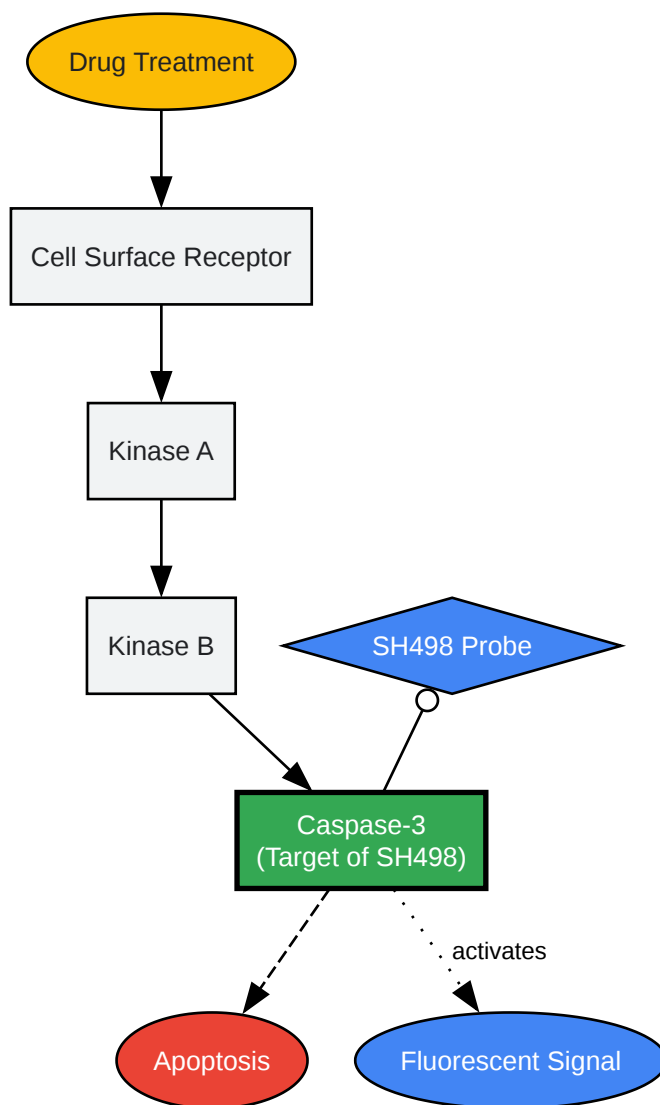 Drug Treatment
Cell Surface Receptor
Kinase A
Kinase B
SH498 Probe
Caspase-3
(Target of SH498)
activates
Apoptosis
Fluorescent Signal